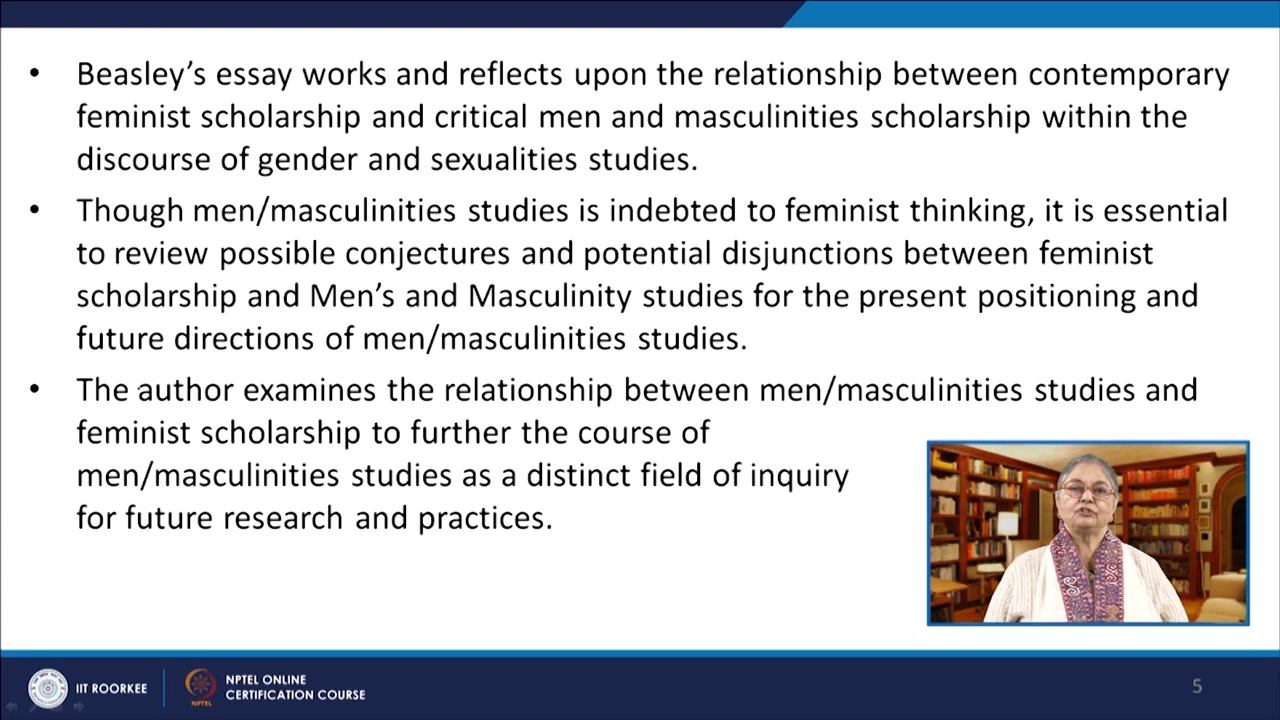 • Beasley's essay works and reflects upon the relationship between contemporary
feminist scholarship and critical men and masculinities scholarship within the
discourse of gender and sexualities studies.
• Though men/masculinities studies is indebted to feminist thinking, it is essential
to review possible conjectures and potential disjunctions between feminist
scholarship and Men's and Masculinity studies for the present positioning and
future directions of men/masculinities studies.
• The author examines the relationship between men/masculinities studies and
feminist scholarship to further the course of
men/masculinities studies as a distinct field of inquiry
for future research and practices.
IIT ROORKEE
NPTEL
NPTEL ONLINE
CERTIFICATION COURSE
5